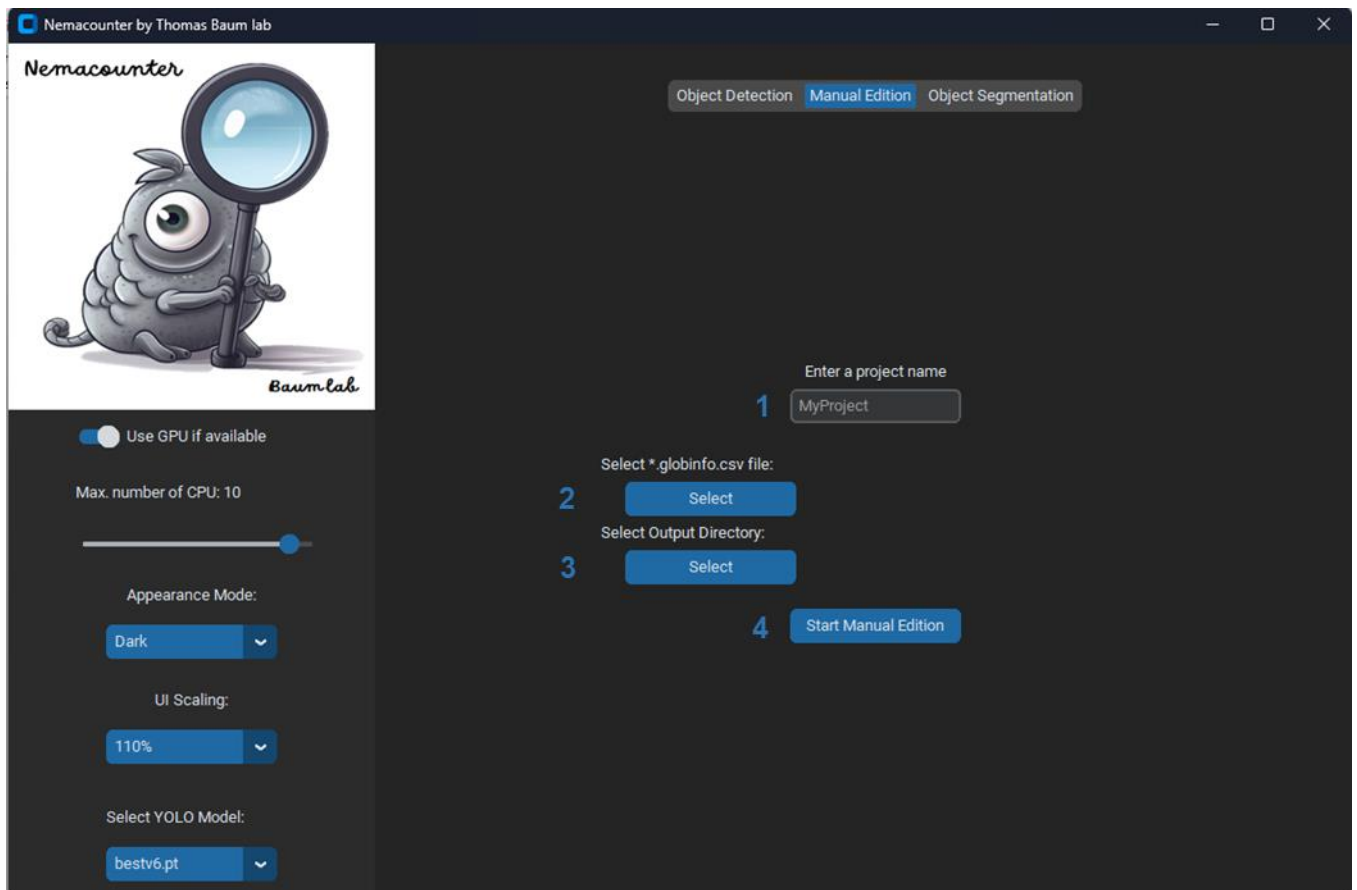 Nemacounter by Thomas Baum lab
Nemacounter
Baum lab
Use GPU if available
Max. number of CPU: 10
Appearance Mode:
Dark
UI Scaling:
110%
Select YOLO Model:
bestv6.pt
Object Detection Manual Edition Object Segmentation
Enter a project name
1 MyProject
Select *.globinfo.csv file:
2 Select
Select Output Directory:
3 Select
4 Start Manual Edition